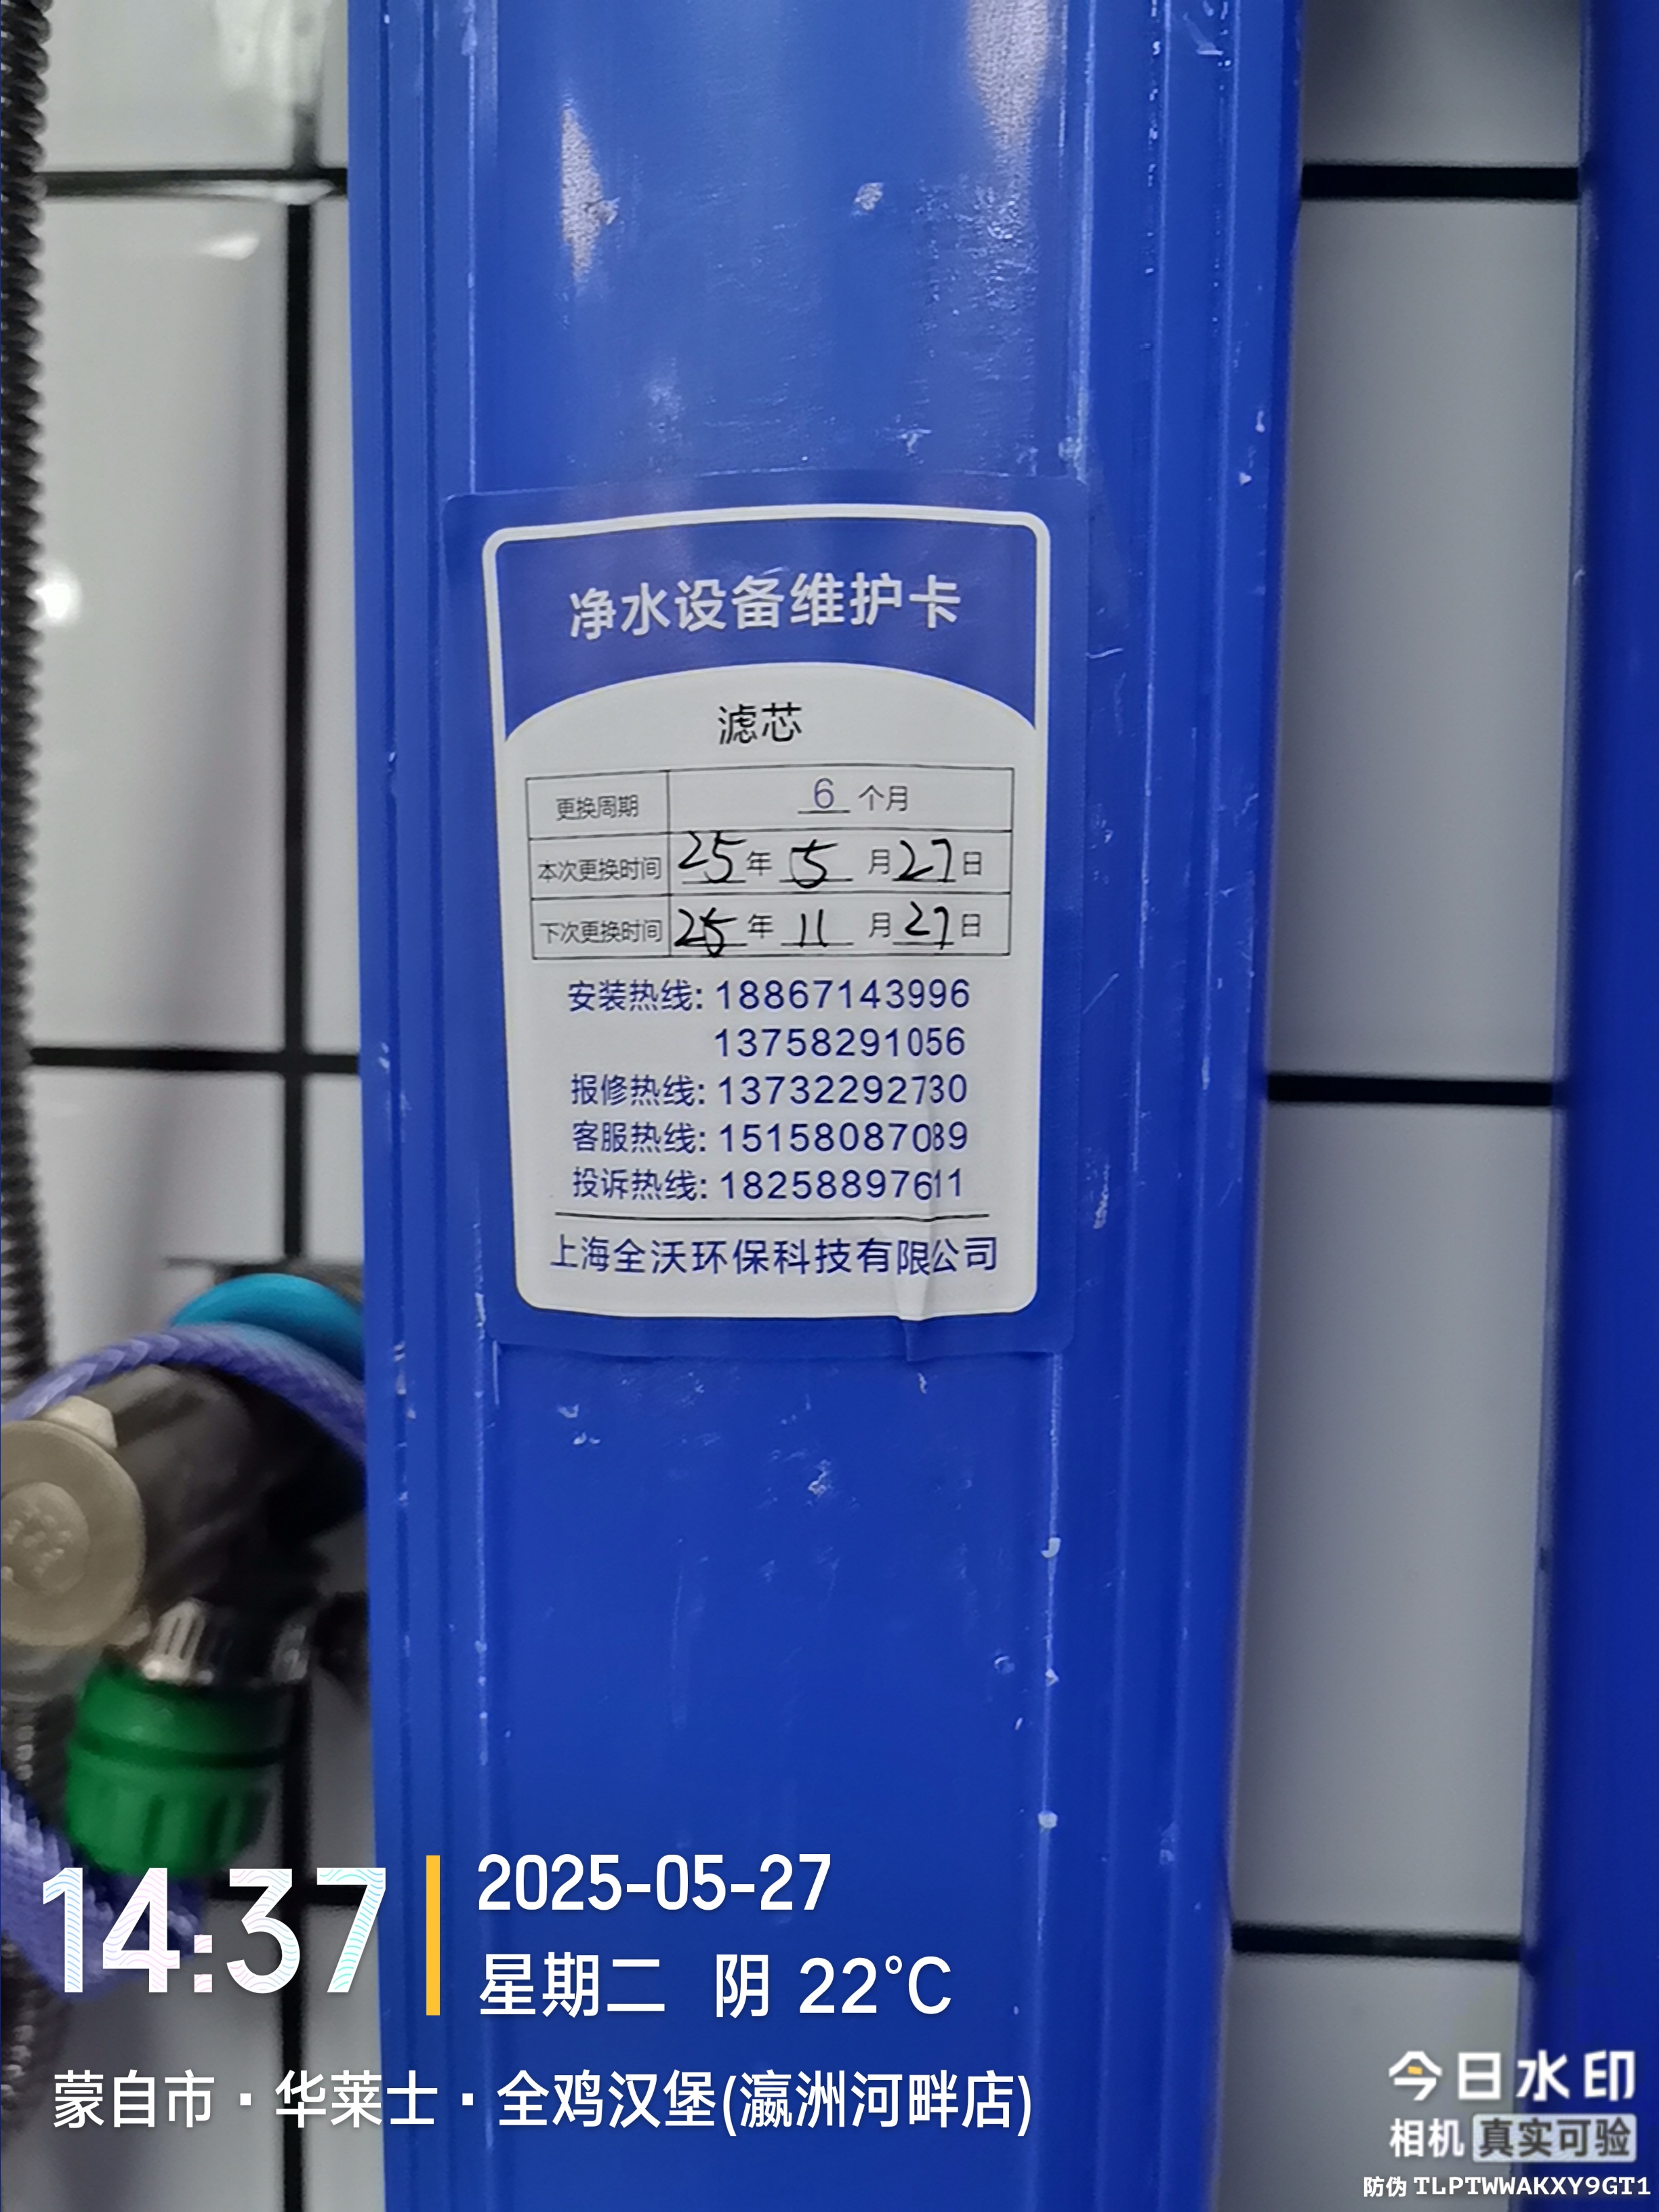 净水设备维护卡
滤芯
更换周期 6 个月
本次更换时间 25 年 5 月 27 日
下次更换时间 25 年 11 月 27 日
安装热线: 18867143996
13758291056
报修热线: 13732292730
客服热线: 15158087089
投诉热线: 18258897611
上海全沃环保科技有限公司
14:37
2025-05-27
星期二 阴 22°C
蒙自市·华莱士·全鸡汉堡(瀛洲河畔店)
今日水印
相机 真实可验
防伪 TLPTWWAKXY9GT1